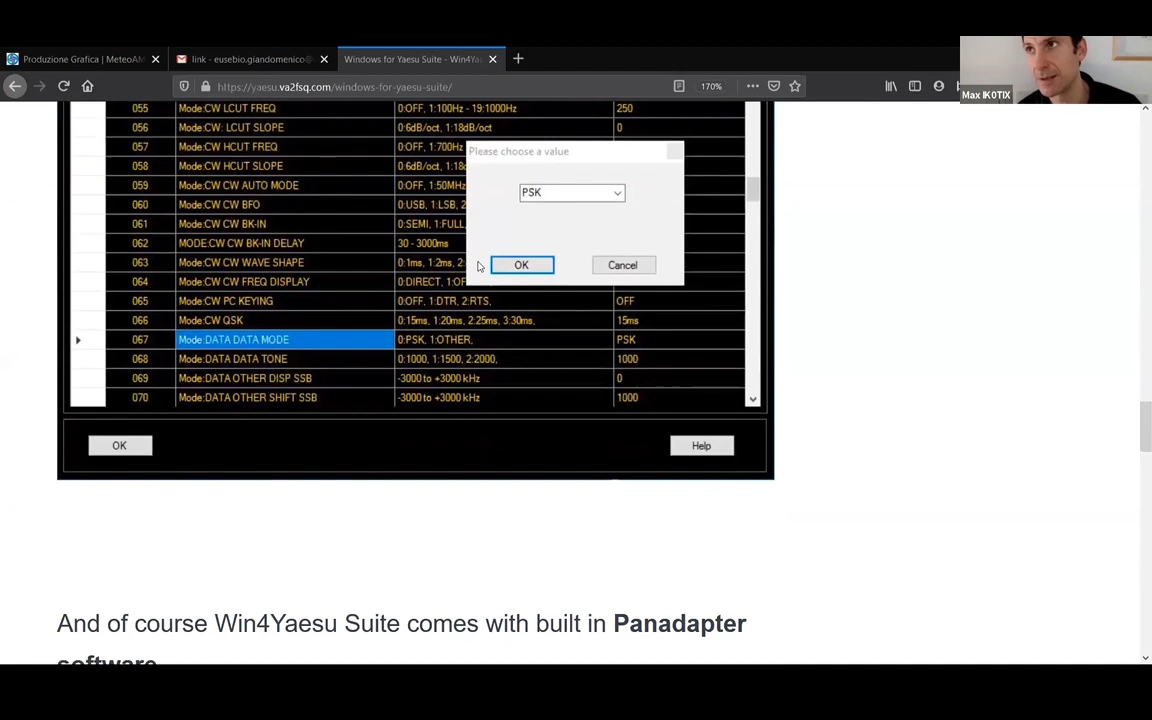 Produzione Grafica | MeteoAM
link - eusebio.giandomenico@
Windows for Yaesu Suite - Win4Ya
https://yaesu.va2fsq.com/windows-for-yaesu-suite/
170%
Max IK0TIX
055 Mode:CW LCUT FREQ 0:OFF, 1:100Hz - 19:1000Hz 250
056 Mode:CW: LCUT SLOPE 0:6dB/oct, 1:18dB/oct 0
057 Mode:CW HCUT FREQ 0:OFF, 1:700Hz
058 Mode:CW HCUT SLOPE 0:6dB/oct, 1:18c
059 Mode:CW CW AUTO MODE 0:OFF, 1:50MHz
060 Mode:CW CW BFO 0:USB, 1:LSB, 2
061 Mode:CW CW BK-IN 0:SEMI, 1:FULL,
062 MODE:CW CW BK-IN DELAY 30 - 3000ms
063 Mode:CW CW WAVE SHAPE 0:1ms, 1:2ms, 2:
064 Mode:CW CW FREQ DISPLAY 0:DIRECT, 1:OF
065 Mode:CW PC KEYING 0:OFF, 1:DTR, 2:RTS, OFF
066 Mode:CW QSK 0:15ms, 1:20ms, 2:25ms, 3:30ms, 15ms
067 Mode:DATA DATA MODE 0:PSK, 1:OTHER, PSK
068 Mode:DATA DATA TONE 0:1000, 1:1500, 2:2000, 1000
069 Mode:DATA OTHER DISP SSB -3000 to +3000 kHz 0
070 Mode:DATA OTHER SHIFT SSB -3000 to +3000 kHz 1000
Please choose a value
PSK
OK Cancel
OK Help
And of course Win4Yaesu Suite comes with built in Panadapter
software